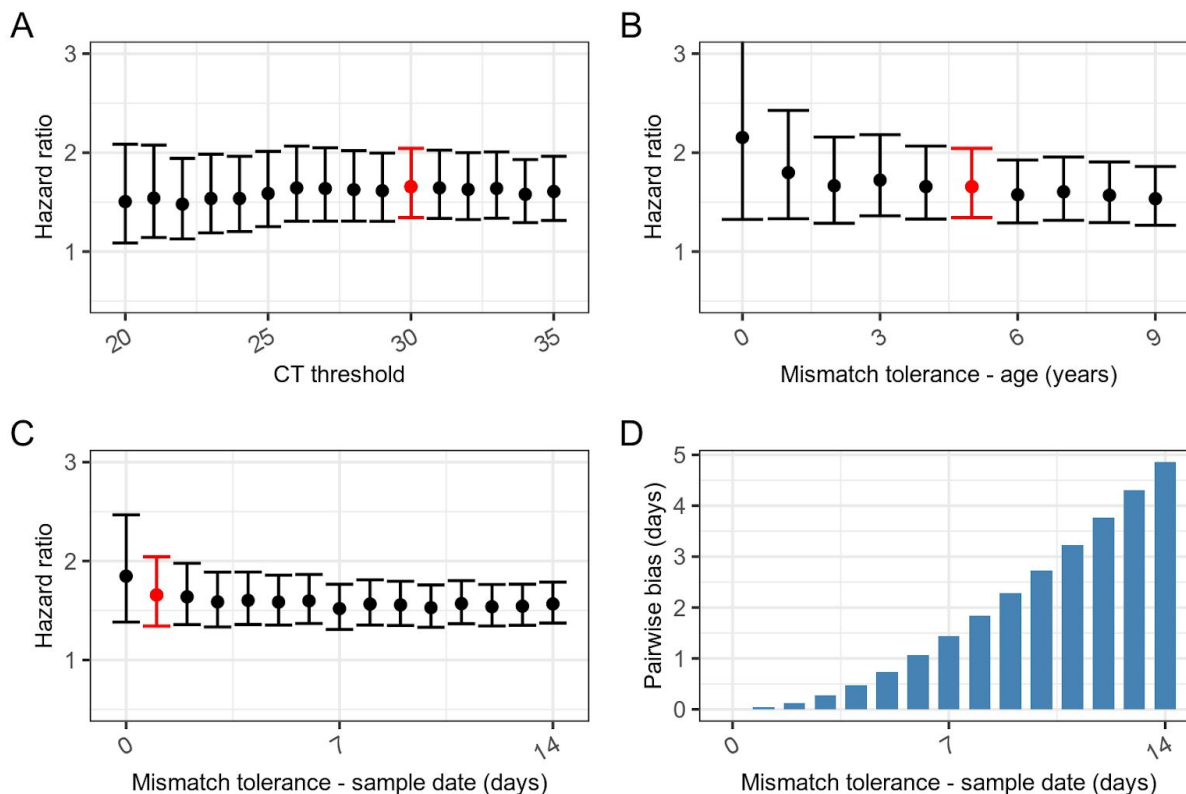 A
Hazard ratio
3
2
1
20
25
30
35
CT threshold
B
Hazard ratio
3
2
1
0
3
6
9
Mismatch tolerance - age (years)
C
Hazard ratio
3
2
1
0
7
14
Mismatch tolerance - sample date (days)
D
Pairwise bias (days)
5
4
3
2
1
0
0
7
14
Mismatch tolerance - sample date (days)